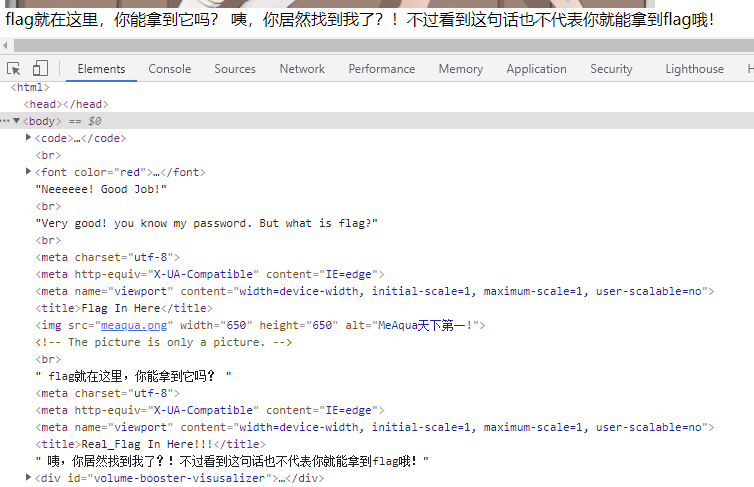 flag就在这里，你能拿到它吗？ 咦，你居然找到我了？！不过看到这句话也不代表你就能拿到flag哦！
Elements Console Sources Network Performance Memory Application Security Lighthouse
<html>
<head></head>
<body> == $0
<code>…</code>
<br>
<font color="red">…</font>
"Neeeeee! Good Job!"
<br>
"Very good! you know my password. But what is flag?"
<br>
<meta charset="utf-8">
<meta http-equiv="X-UA-Compatible" content="IE=edge">
<meta name="viewport" content="width=device-width, initial-scale=1, maximum-scale=1, user-scalable=no">
<title>Flag In Here</title>
<img src="meaqua.png" width="650" height="650" alt="MeAqua天下第一!">
<!-- The picture is only a picture. -->
<br>
" flag就在这里，你能拿到它吗？ "
<meta charset="utf-8">
<meta http-equiv="X-UA-Compatible" content="IE=edge">
<meta name="viewport" content="width=device-width, initial-scale=1, maximum-scale=1, user-scalable=no">
<title>Real_Flag In Here!!!</title>
" 咦，你居然找到我了？！不过看到这句话也不代表你就能拿到flag哦！"
<div id="volume-booster-visusalizer">…</div>